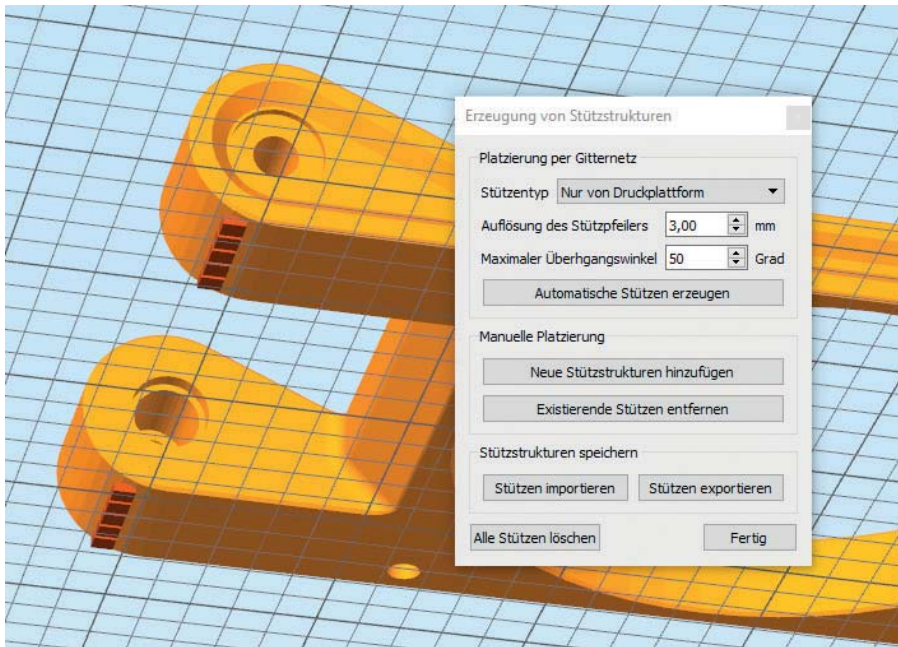 Erzeugung von Stützstrukturen
Platzierung per Gitternetz
Stützentyp Nur von Druckplattform
Auflösung des Stützpfeilers 3,00 mm
Maximaler Überhgangswinkel 50 Grad
Automatische Stützen erzeugen
Manuelle Platzierung
Neue Stützstrukturen hinzufügen
Existierende Stützen entfernen
Stützstrukturen speichern
Stützen importieren Stützen exportieren
Alle Stützen löschen Fertig